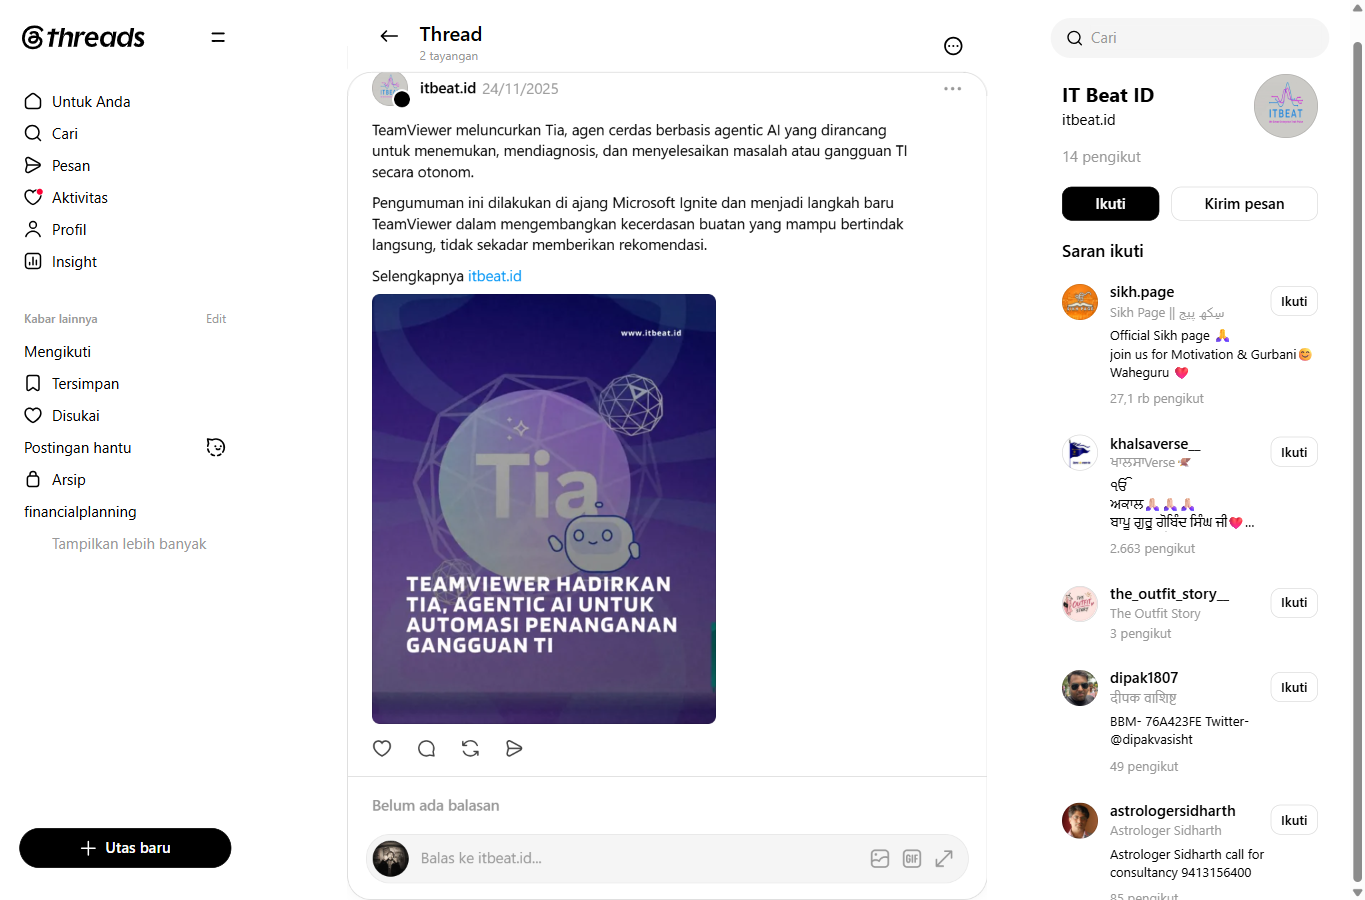 threads
Untuk Anda
Cari
Pesan
Aktivitas
Profil
Insight
Kabar lainnya
Edit
Mengikuti
Tersimpan
Disukai
Postingan hantu
Arsip
financialplanning
Tampilkan lebih banyak
Utas baru
Thread
2 tayangan
itbeat.id 24/11/2025
TeamViewer meluncurkan Tia, agen cerdas berbasis agentic AI yang dirancang
untuk menemukan, mendiagnosis, dan menyelesaikan masalah atau gangguan TI
secara otonom.
Pengumuman ini dilakukan di ajang Microsoft Ignite dan menjadi langkah baru
TeamViewer dalam mengembangkan kecerdasan buatan yang mampu bertindak
langsung, tidak sekadar memberikan rekomendasi.
Selengkapnya itbeat.id
www.itbeat.id
Tia
TEAMVIEWER HADIRKAN
TIA, AGENTIC AI UNTUK
AUTOMASI PENANGANAN
GANGGUAN TI
Belum ada balasan
Balas ke itbeat.id...
GIF
Cari
IT Beat ID
itbeat.id
ITBEAT
14 pengikut
Ikuti
Kirim pesan
Saran ikuti
sikh.page
Ikuti
Sikh Page || سکھ پیج
Official Sikh page 🙏
join us for Motivation & Gurbani😊
Waheguru ❤️
27,1 rb pengikut
khalsaverse__
Ikuti
ਖਾਲਸਾVerse🦅
ੴ
ਅਕਾਲ🙏🏻🙏🏻🙏🏻
ਬਾਪੂ ਗੁਰੂ ਗੋਬਿੰਦ ਸਿੰਘ ਜੀ❤️ ...
2.663 pengikut
the_outfit_story__
Ikuti
The Outfit Story
3 pengikut
dipak1807
Ikuti
दीपक वाशिष्ट
BBM- 76A423FE Twitter-
@dipakvasisht
49 pengikut
astrologersidharth
Ikuti
Astrologer Sidharth
Astrologer Sidharth call for
consultancy 9413156400
85 pengikut